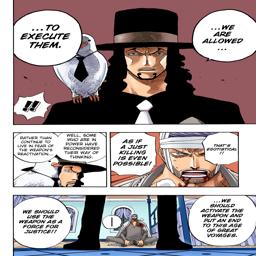 ...WE
ARE
ALLOWED
...
...TO
EXECUTE
THEM.
!!
THAT'S
EGOTISTICAL!!
AS IF
A JUST
KILLING
IS EVEN
POSSIBLE!
WELL, SOME
WHO ARE IN
POWER HAVE
RECONSIDERED
THEIR WAY OF
THINKING.
RATHER THAN
CONTINUE TO
LIVE IN FEAR OF
THE WEAPON'S
REACTIVATION...
...WE
SHOULD
ACTIVATE THE
WEAPON AND
PUT AN END
TO THIS AGE
OF GREAT
VOYAGES.
!
WE SHOULD
USE THE
WEAPON AS A
FORCE FOR
JUSTICE!!